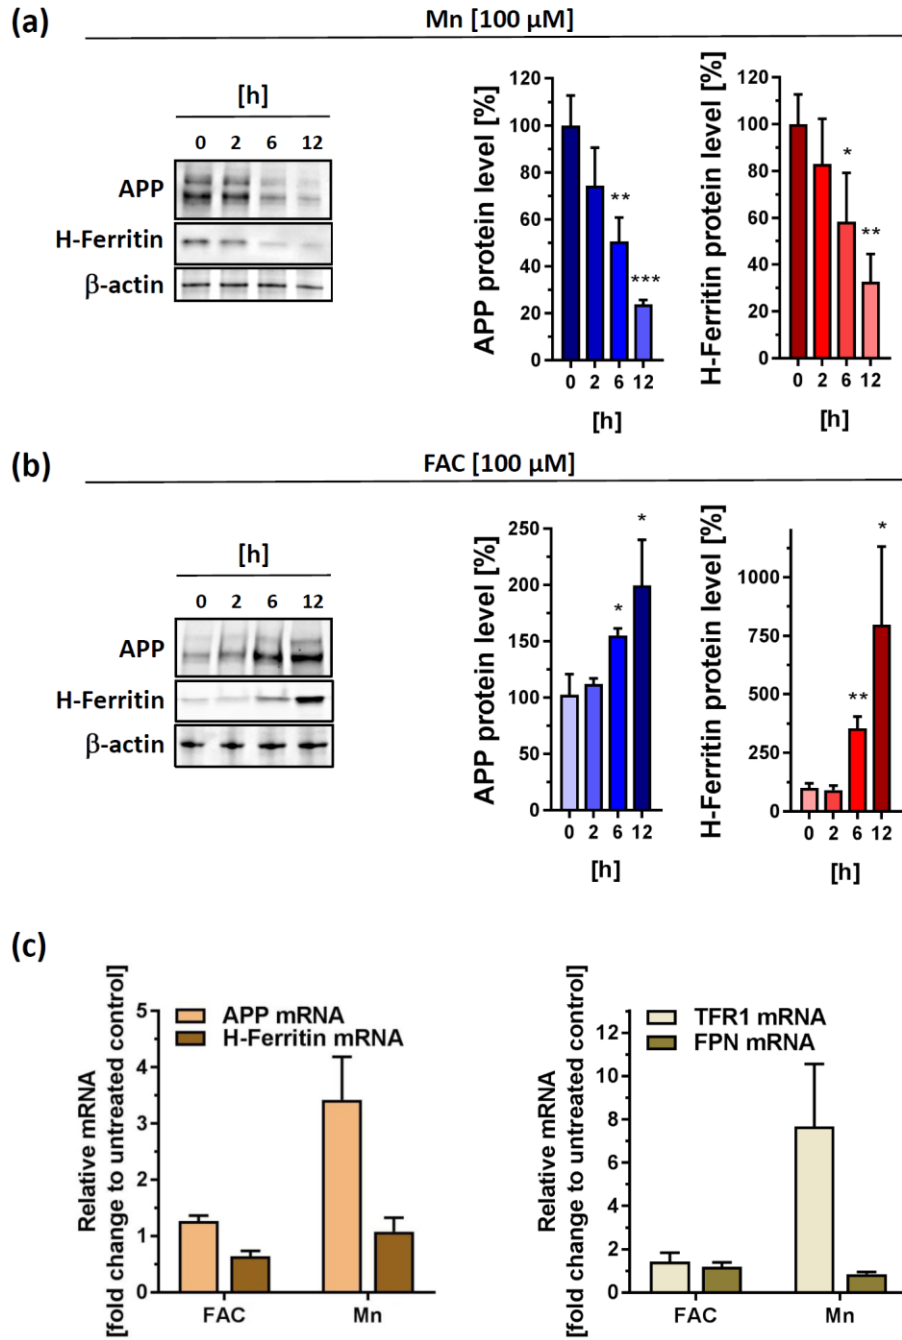 (a)
Mn [100 µM]
[h]
0 2 6 12
APP
H-Ferritin
β-actin
APP protein level [%]
120
100
80
60
40
20
0
**
***
0 2 6 12
[h]
H-Ferritin protein level [%]
120
100
80
60
40
20
0
*
**
0 2 6 12
[h]
(b)
FAC [100 µM]
[h]
0 2 6 12
APP
H-Ferritin
β-actin
APP protein level [%]
250
200
150
100
50
0
*
*
0 2 6 12
[h]
H-Ferritin protein level [%]
1000
750
500
250
0
**
*
0 2 6 12
[h]
(c)
Relative mRNA
[fold change to untreated control]
5
4
3
2
1
0
APP mRNA
H-Ferritin mRNA
FAC Mn
Relative mRNA
[fold change to untreated control]
12
10
8
6
4
2
0
TFR1 mRNA
FPN mRNA
FAC Mn